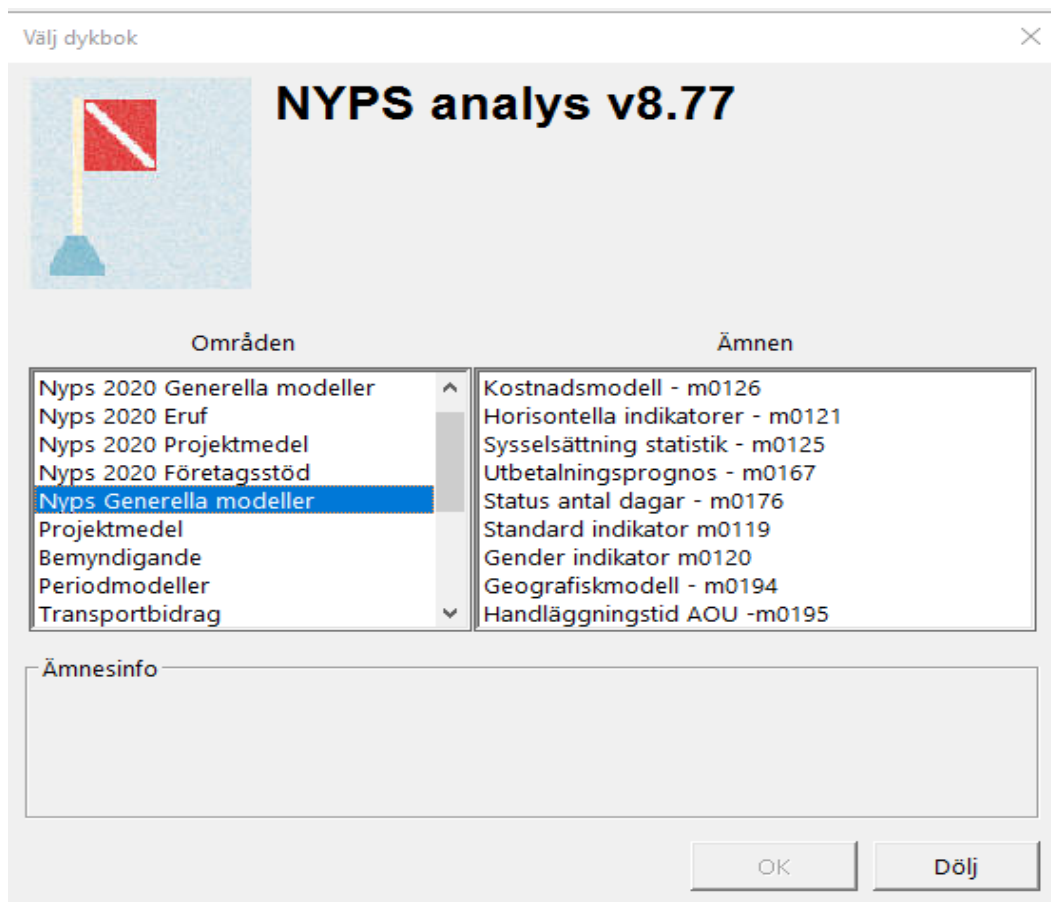 Välj dykbok
NYPS analys v8.77
Områden
Nyps 2020 Generella modeller
Nyps 2020 Eruf
Nyps 2020 Projektmedel
Nyps 2020 Företagsstöd
Nyps Generella modeller
Projektmedel
Bemyndigande
Periodmodeller
Transportbidrag
Ämnen
Kostnadsmodell - m0126
Horisontella indikatorer - m0121
Sysselsättning statistik - m0125
Utbetalningsprognos - m0167
Status antal dagar - m0176
Standard indikator m0119
Gender indikator m0120
Geografiskmodell - m0194
Handläggningstid AOU -m0195
Ämnesinfo
OK
Dölj